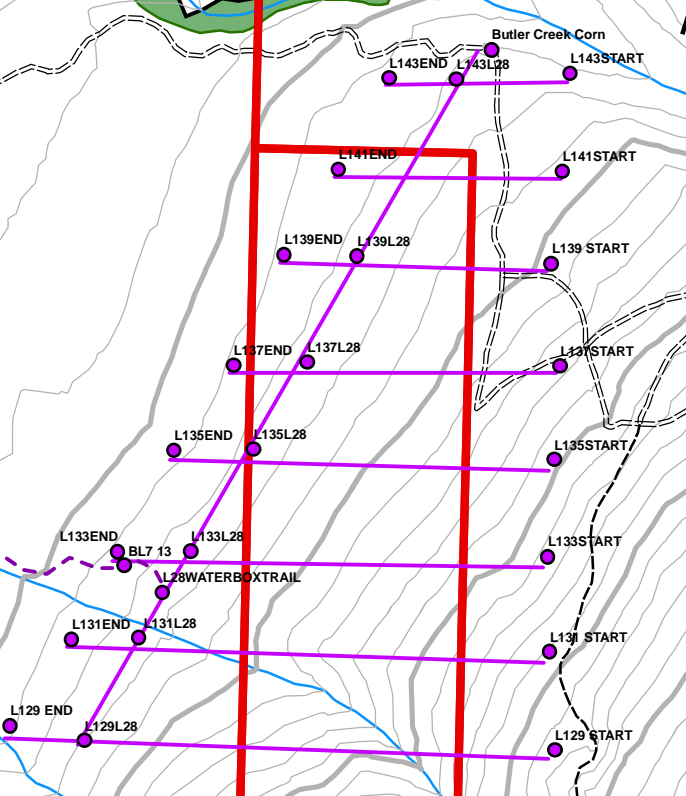 Butler Creek Corn
L143END
L143L28
L143START
L141END
L141START
L139END
L139L28
L139 START
L137END
L137L28
L137START
L135END
L135L28
L135START
L133END
L133L28
L133START
BL7 13
L28WATERBOXTRAIL
L131END
L131L28
L131 START
L129 END
L129L28
L129 START